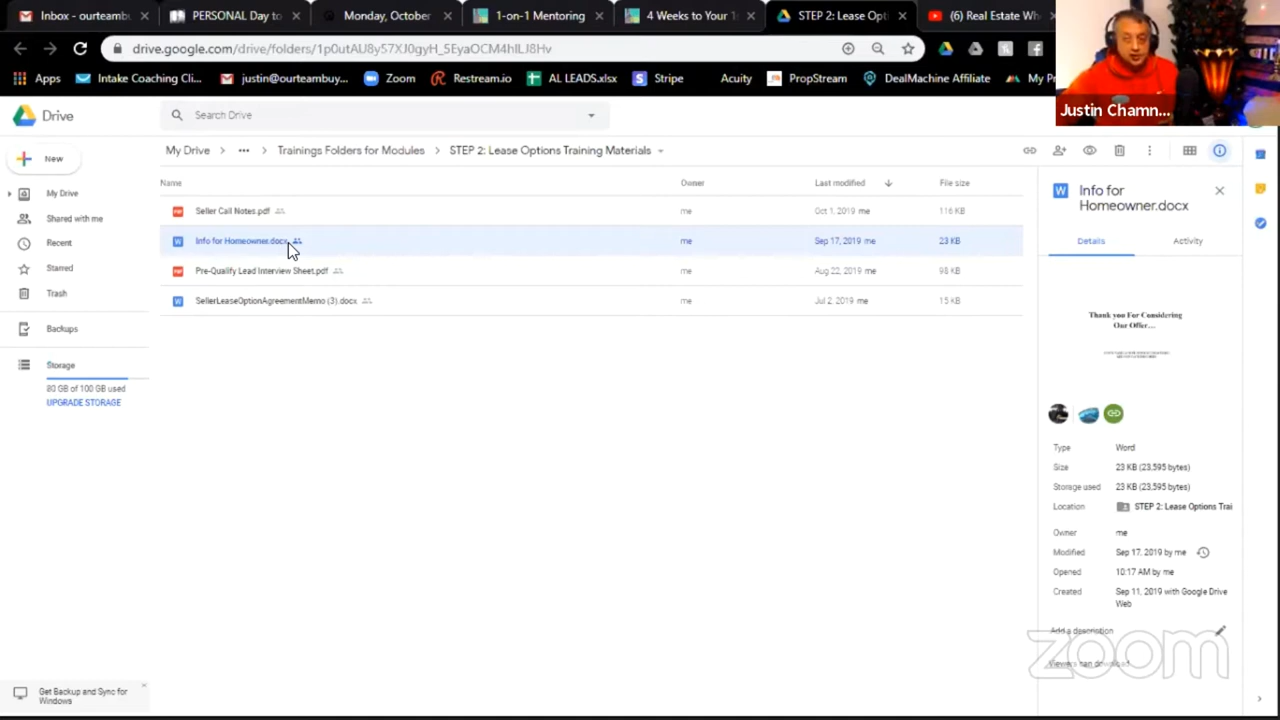 Inbox - ourteamb
PERSONAL Day to
Monday, October
1-on-1 Mentoring
4 Weeks to Your 1s
STEP 2: Lease Opti
(6) Real Estate Wh
drive.google.com/drive/folders/1p0utAU8y57XJ0gyH_5EyaOCM4hlLJ8Hv
Apps
Intake Coaching Cli...
justin@ourteambuy...
Zoom
Restream.io
AL LEADS.xlsx
Stripe
Acuity
PropStream
DealMachine Affiliate
My Pr
Justin Chamn...
Drive
Search Drive
New
My Drive
Shared with me
Recent
Starred
Trash
Backups
Storage
80 GB of 100 GB used
UPGRADE STORAGE
Get Backup and Sync for
Windows
My Drive > ... > Trainings Folders for Modules > STEP 2: Lease Options Training Materials
Name Owner Last modified File size
Seller Call Notes.pdf me Oct 1, 2019 me 116 KB
Info for Homeowner.docx me Sep 17, 2019 me 23 KB
Pre-Qualify Lead Interview Sheet.pdf me Aug 22, 2019 me 98 KB
SellerLeaseOptionAgreementMemo (3).docx me Jul 2, 2019 me 15 KB
Info for
Homeowner.docx
Details Activity
Thank you For Considering
Our Offer....
Type Word
Size 23 KB (23,595 bytes)
Storage used 23 KB (23,595 bytes)
Location STEP 2: Lease Options Trai
Owner me
Modified Sep 17, 2019 by me
Opened 10:17 AM by me
Created Sep 11, 2019 with Google Drive
Web
Add a description
Viewers can download
zoom